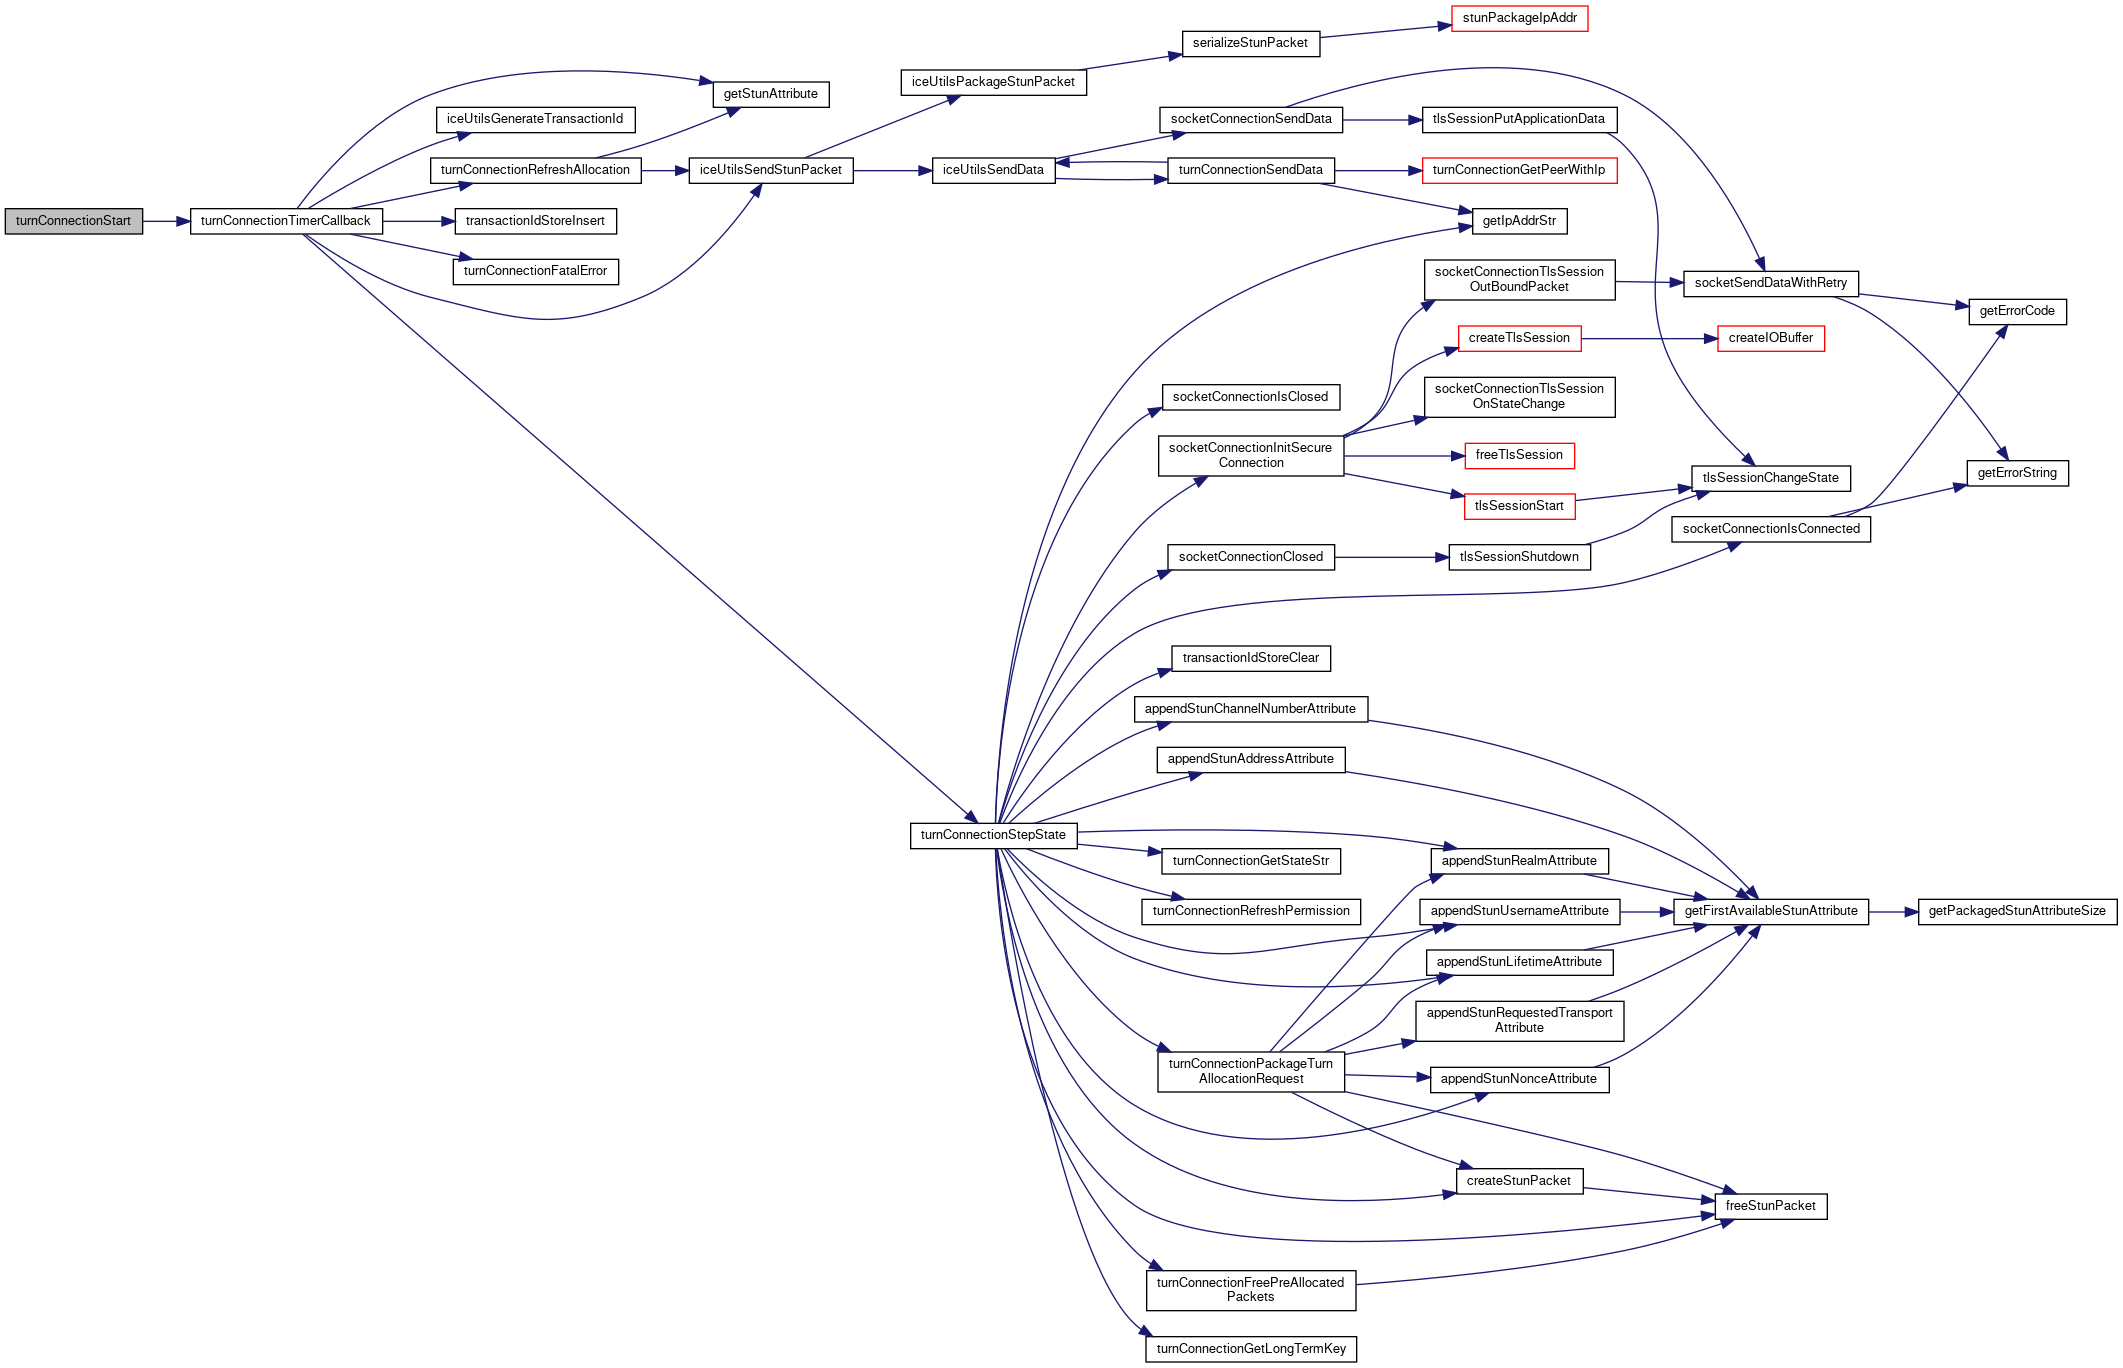 stunPackageIpAddr
serializeStunPacket
iceUtilsPackageStunPacket
getStunAttribute
iceUtilsGenerateTransactionId
socketConnectionSendData
tlsSessionPutApplicationData
turnConnectionRefreshAllocation
iceUtilsSendStunPacket
iceUtilsSendData
turnConnectionSendData
turnConnectionGetPeerWithIp
turnConnectionStart
turnConnectionTimerCallback
transactionIdStoreInsert
getIpAddrStr
turnConnectionFatalError
socketConnectionTlsSession
OutBoundPacket
socketSendDataWithRetry
getErrorCode
createTlsSession
createIOBuffer
socketConnectionIsClosed
socketConnectionTlsSession
OnStateChange
socketConnectionInitSecure
Connection
freeTlsSession
tlsSessionChangeState
getErrorString
tlsSessionStart
socketConnectionIsConnected
socketConnectionClosed
tlsSessionShutdown
transactionIdStoreClear
appendStunChannelNumberAttribute
appendStunAddressAttribute
turnConnectionStepState
turnConnectionGetStateStr
appendStunRealmAttribute
turnConnectionRefreshPermission
appendStunUsernameAttribute
getFirstAvailableStunAttribute
getPackagedStunAttributeSize
appendStunLifetimeAttribute
appendStunRequestedTransport
Attribute
turnConnectionPackageTurn
AllocationRequest
appendStunNonceAttribute
createStunPacket
freeStunPacket
turnConnectionFreePreAllocated
Packets
turnConnectionGetLongTermKey